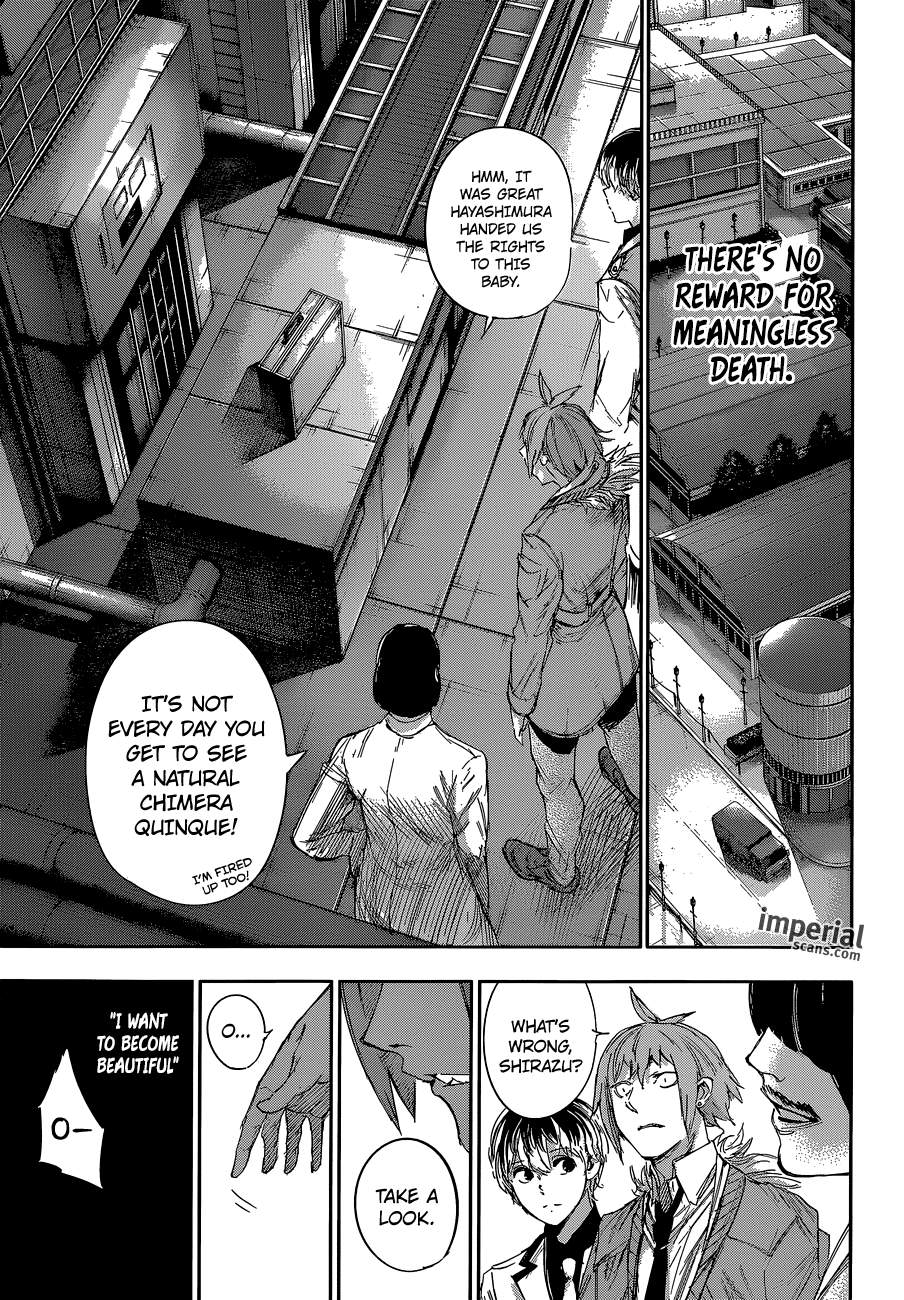 THERE'S NO
REWARD FOR
MEANINGLESS
DEATH.
HMM, IT
WAS GREAT
HAYASHIMURA
HANDED US
THE RIGHTS
TO THIS
BABY.
IT'S NOT
EVERY DAY YOU
GET TO SEE
A NATURAL
CHIMERA
QUINQUE!
I'M FIRED
UP TOO!
imperial
scans.com
WHAT'S
WRONG,
SHIRAZU?
TAKE A
LOOK.
O...
"I WANT
TO BECOME
BEAUTIFUL"
O-